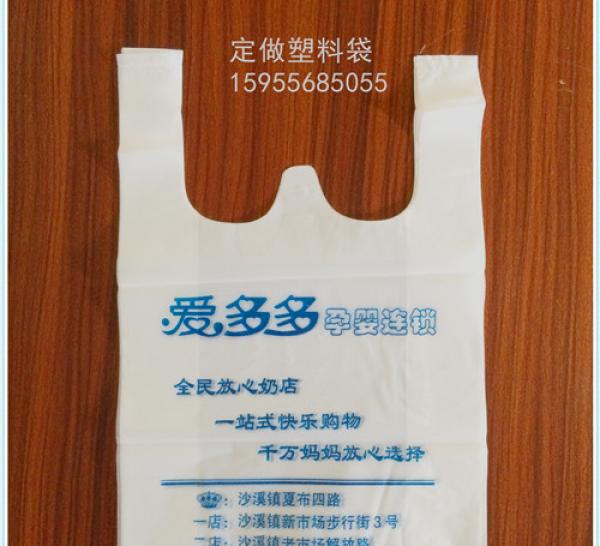 定做塑料袋
15955685055
爱多多孕婴连锁
全民放心奶店
一站式快乐购物
千万妈妈放心选择
：沙溪镇夏布四路
一店：沙溪镇新市场步行街3号
二店：沙溪镇老市场解放路